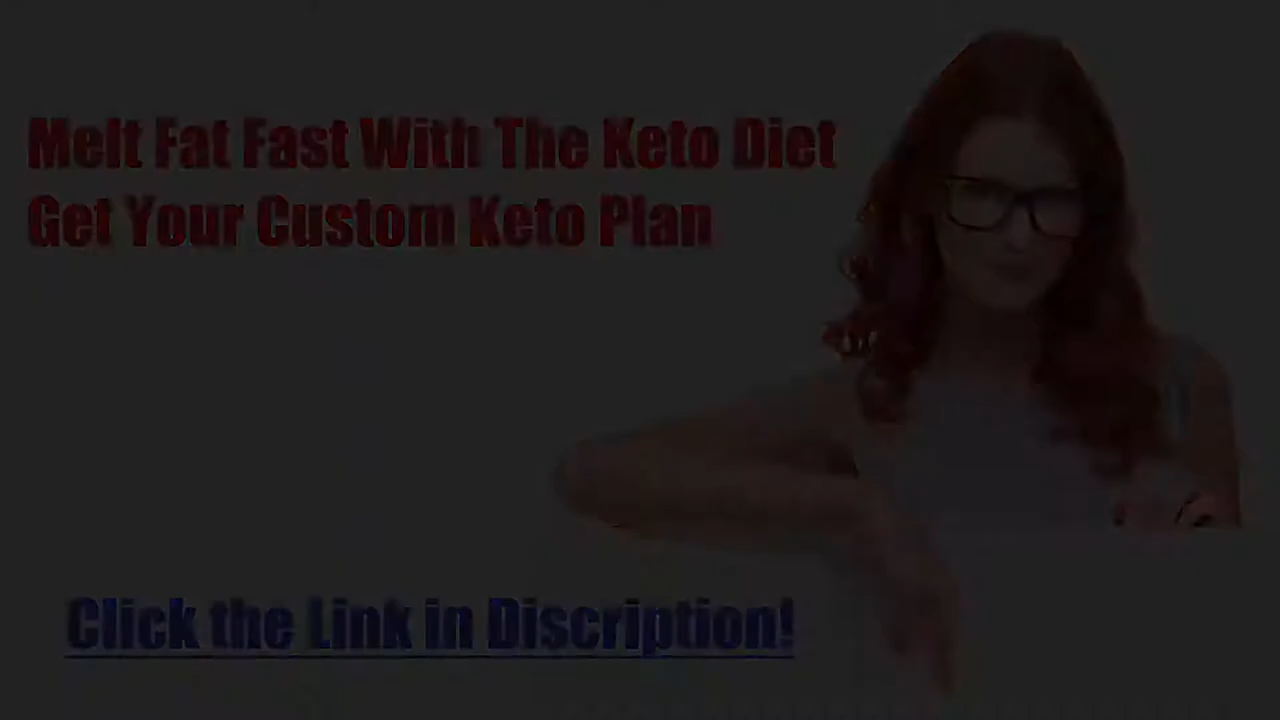 Melt Fat Fast With The Keto Diet
Get Your Custom Keto Plan
Click the Link in Discription!